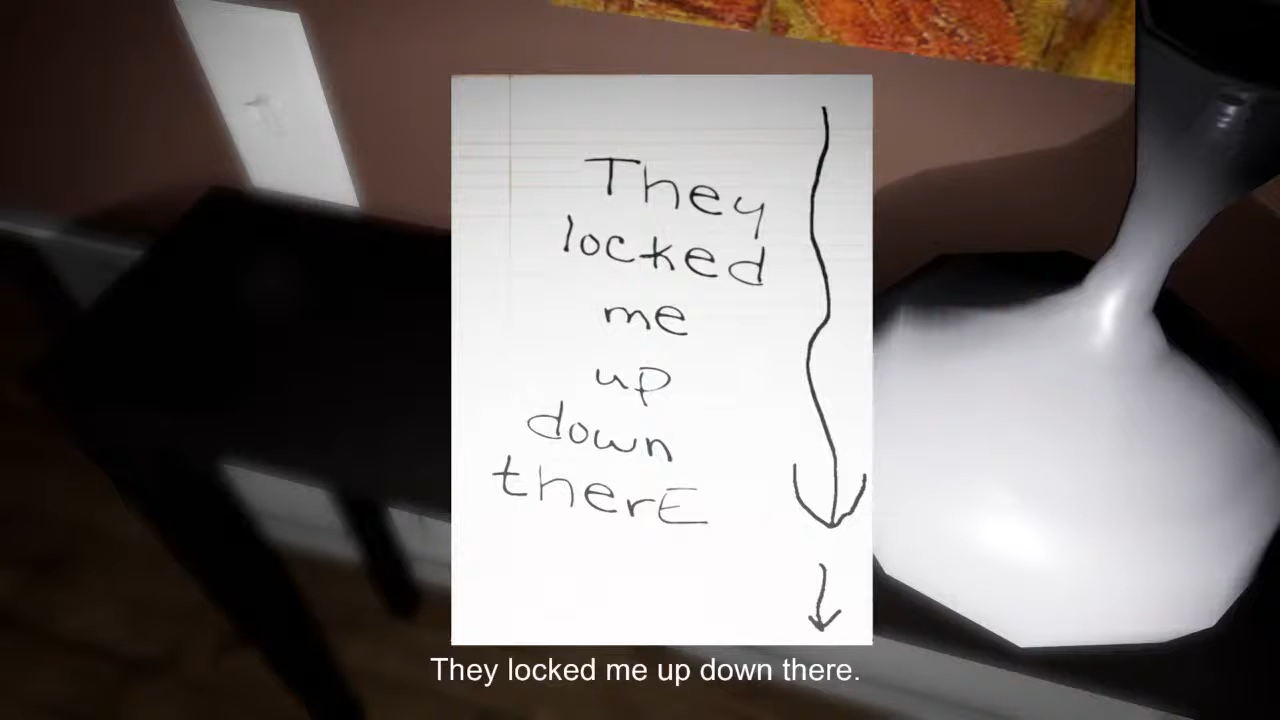 They
locked
me
up
down
therE
They locked me up down there.